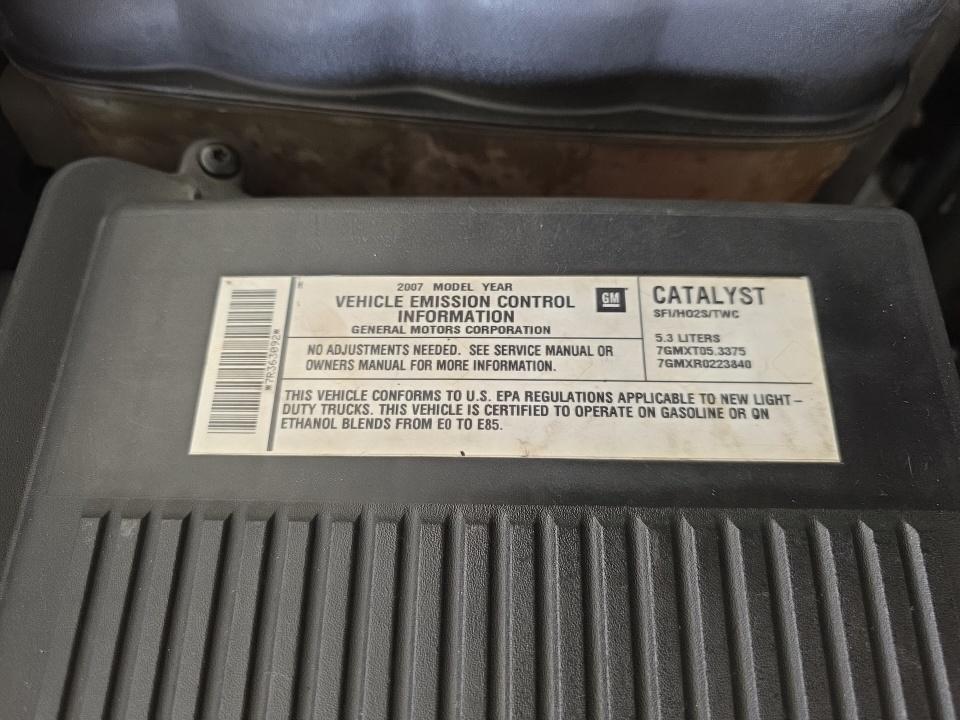 2007 MODEL YEAR
VEHICLE EMISSION CONTROL
INFORMATION
GENERAL MOTORS CORPORATION
GM
NO ADJUSTMENTS NEEDED. SEE SERVICE MANUAL OR
OWNERS MANUAL FOR MORE INFORMATION.
CATALYST
SFI/HO2S/TWC
5.3 LITERS
7GMXT05.3375
7GMXR0223840
THIS VEHICLE CONFORMS TO U.S. EPA REGULATIONS APPLICABLE TO NEW LIGHT-
DUTY TRUCKS. THIS VEHICLE IS CERTIFIED TO OPERATE ON GASOLINE OR ON
ETHANOL BLENDS FROM E0 TO E85.
*7R363892*